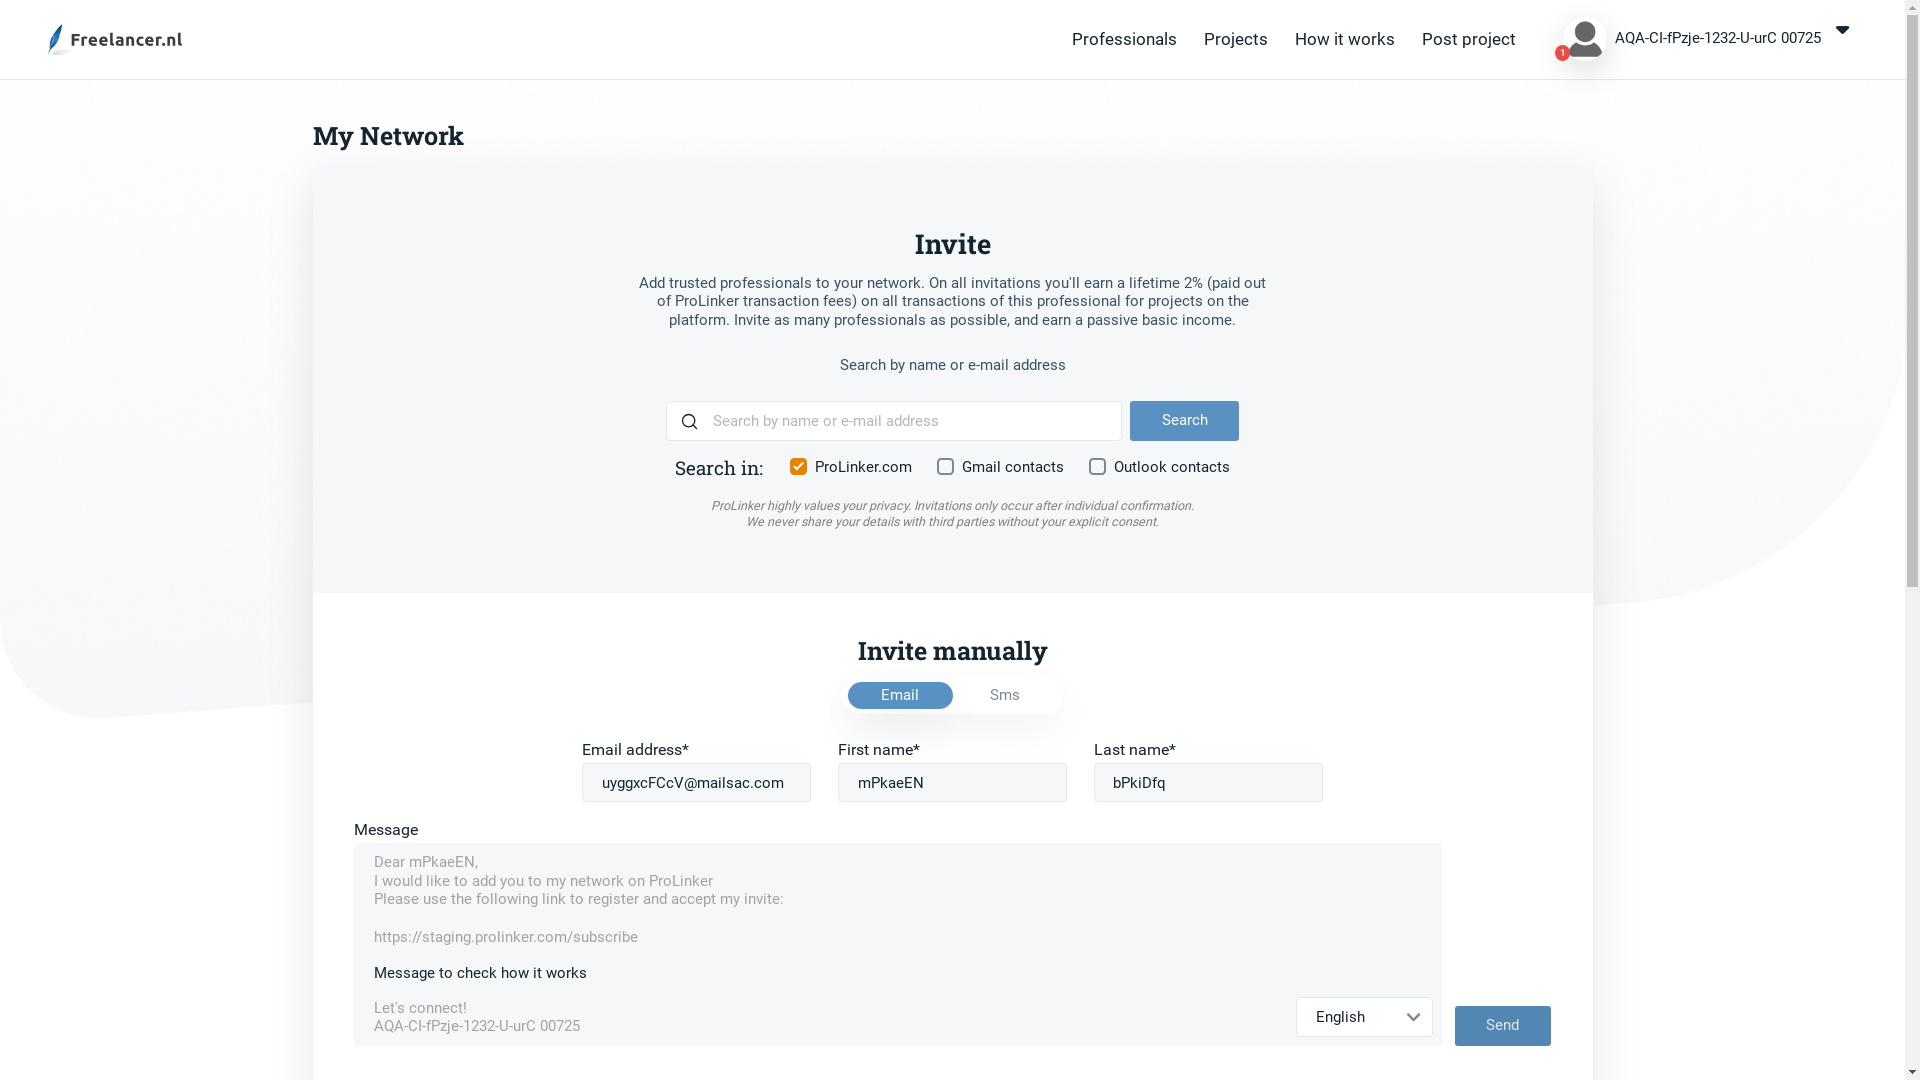 Freelancer.nl
Professionals
Projects
How it works
Post project
1
AQA-CI-fPzje-1232-U-urC 00725
My Network
Invite
Add trusted professionals to your network. On all invitations you'll earn a lifetime 2% (paid out
of ProLinker transaction fees) on all transactions of this professional for projects on the
platform. Invite as many professionals as possible, and earn a passive basic income.
Search by name or e-mail address
Search by name or e-mail address
Search
Search in:
ProLinker.com
Gmail contacts
Outlook contacts
ProLinker highly values your privacy. Invitations only occur after individual confirmation.
We never share your details with third parties without your explicit consent.
Invite manually
Email
Sms
Email address*
First name*
Last name*
uyggxcFCcV@mailsac.com
mPkaeEN
bPkiDfq
Message
Dear mPkaeEN,
I would like to add you to my network on ProLinker
Please use the following link to register and accept my invite:
https://staging.prolinker.com/subscribe
Message to check how it works
Let's connect!
AQA-CI-fPzje-1232-U-urC 00725
English
Send